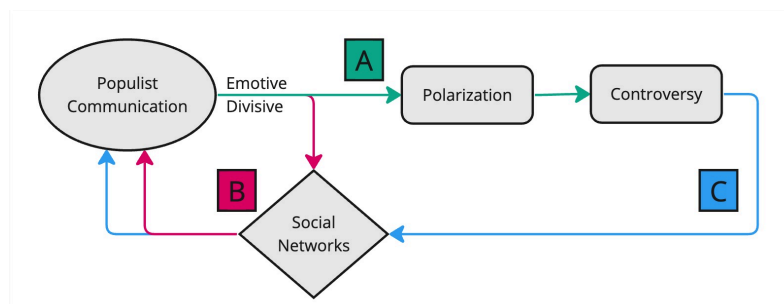 A
Populist
Communication
Emotive
Divisive
Polarization
Controversy
B
C
Social
Networks